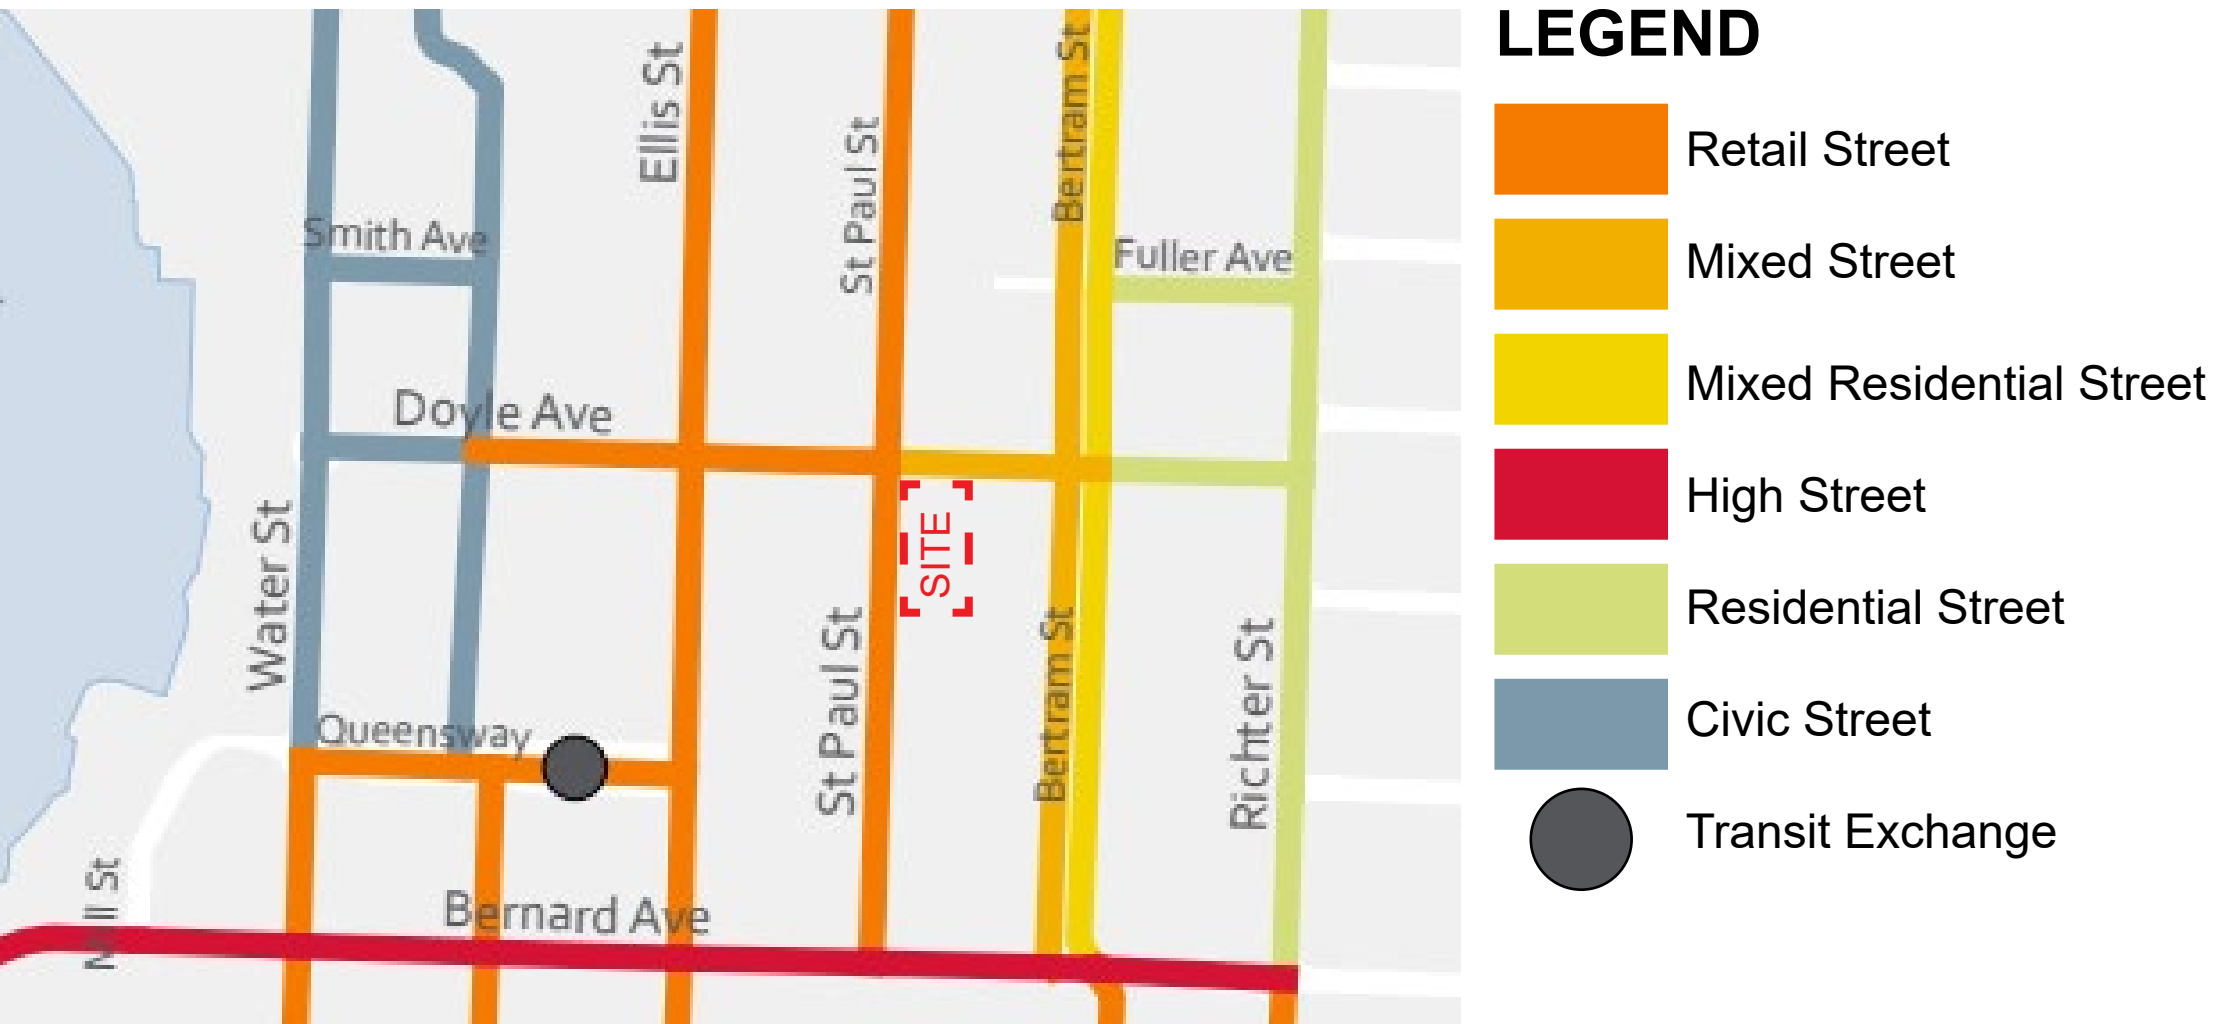 Ellis St
St Paul St
Bertram St
Smith Ave
Fuller Ave
Doyle Ave
Water St
SITE
St Paul St
Bertram St
Richter St
Queensway
Mill St
Bernard Ave
LEGEND
Retail Street
Mixed Street
Mixed Residential Street
High Street
Residential Street
Civic Street
Transit Exchange